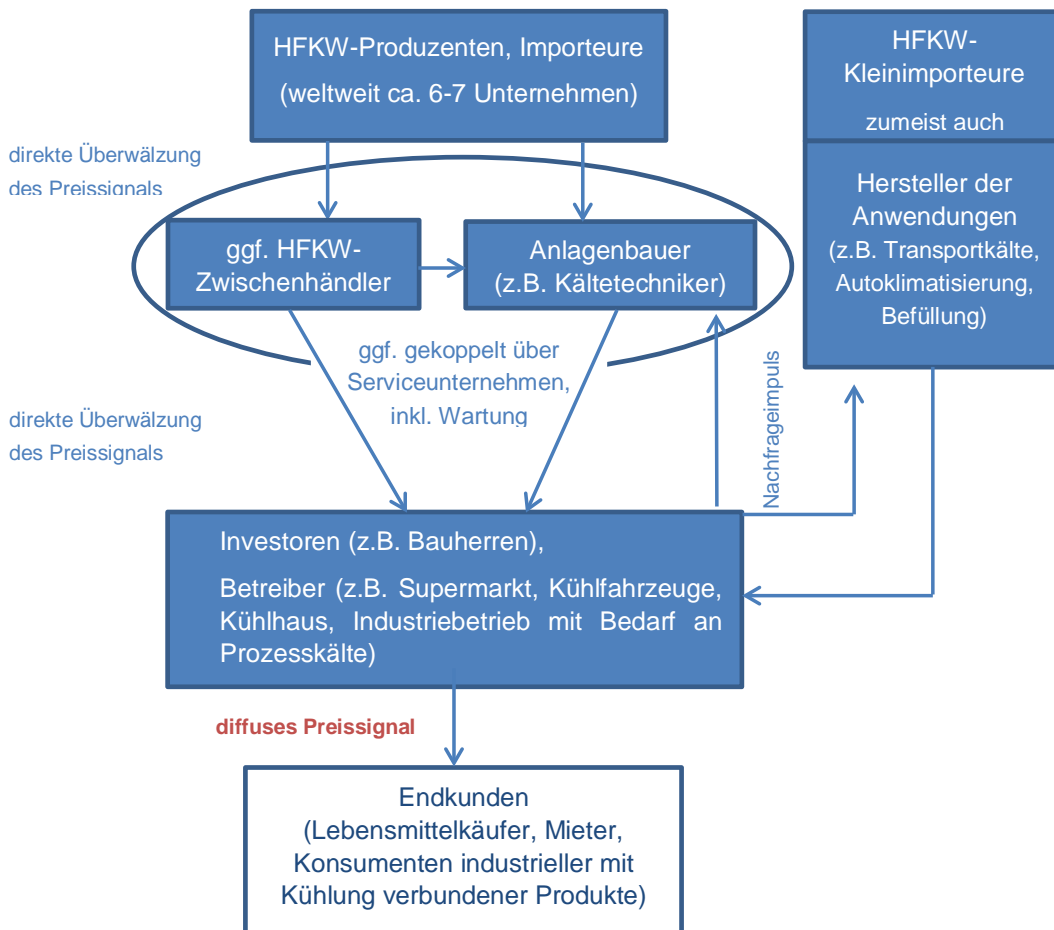 HFKW-Produzenten, Importeure
(weltweit ca. 6-7 Unternehmen)
HFKW-
Kleinimporteure
zumeist auch
Hersteller der
Anwendungen
(z.B. Transportkälte,
Autoklimatisierung,
Befüllung)
direkte Überwälzung
des Preissignals
ggf. HFKW-
Zwischenhändler
Anlagenbauer
(z.B. Kältetechniker)
ggf. gekoppelt über
Serviceunternehmen,
inkl. Wartung
Nachfrageimpuls
direkte Überwälzung
des Preissignals
Investoren (z.B. Bauherren),
Betreiber (z.B. Supermarkt, Kühlfahrzeuge,
Kühlhaus, Industriebetrieb mit Bedarf an
Prozesskälte)
diffuses Preissignal
Endkunden
(Lebensmittelkäufer, Mieter,
Konsumenten industrieller mit
Kühlung verbundener Produkte)